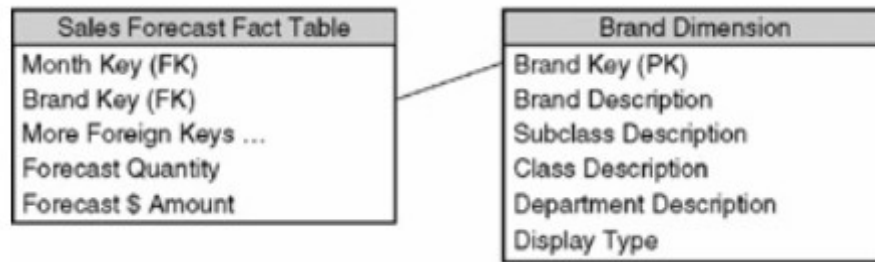 Sales Forecast Fact Table
Month Key (FK)
Brand Key (FK)
More Foreign Keys ...
Forecast Quantity
Forecast $ Amount
Brand Dimension
Brand Key (PK)
Brand Description
Subclass Description
Class Description
Department Description
Display Type